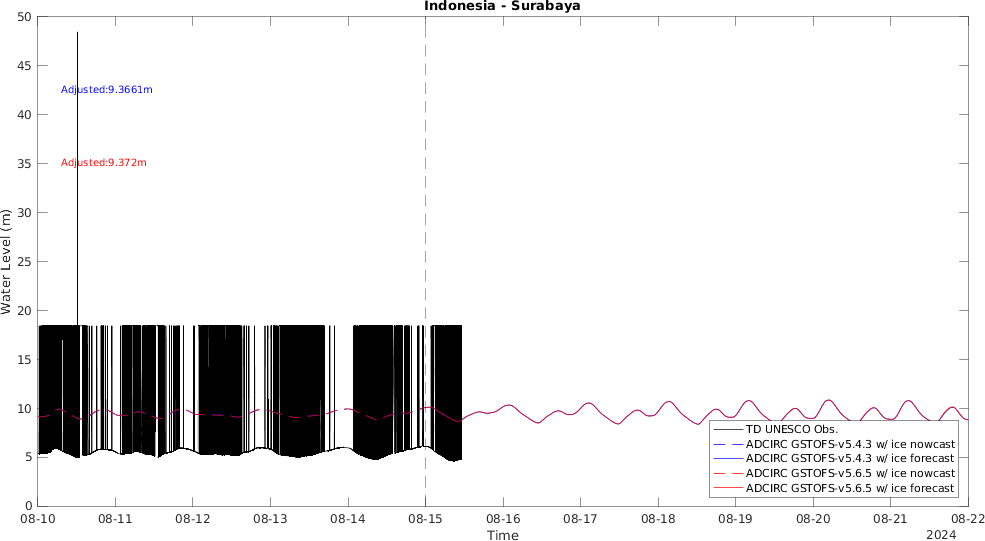 Indonesia - Surabaya
50
45
40
35
30
25
20
15
10
5
0
Water Level (m)
Adjusted:9.3661m
Adjusted:9.372m
TD UNESCO Obs.
ADCIRC GSTOFS-v5.4.3 w/ ice nowcast
ADCIRC GSTOFS-v5.4.3 w/ ice forecast
ADCIRC GSTOFS-v5.6.5 w/ ice nowcast
ADCIRC GSTOFS-v5.6.5 w/ ice forecast
08-10 08-11 08-12 08-13 08-14 08-15 08-16 08-17 08-18 08-19 08-20 08-21 08-22
Time
2024